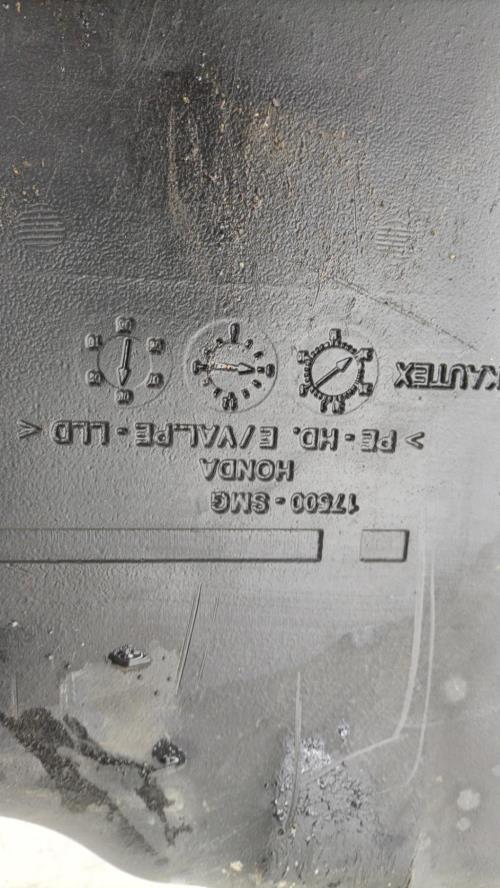 17500 - SMG
HONDA
> PE - HD. E/VAL.PE - LLD <
KAUTEX